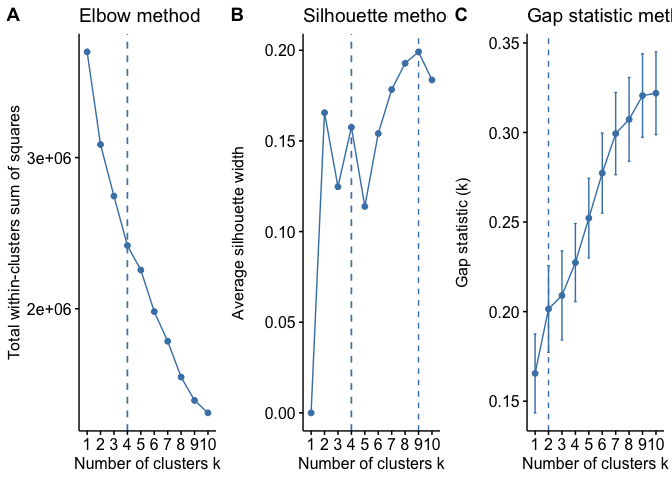 A
Elbow method
Total within-clusters sum of squares
3e+06
2e+06
1 2 3 4 5 6 7 8 9 10
Number of clusters k
B
Silhouette metho
Average silhouette width
0.20
0.15
0.10
0.05
0.00
1 2 3 4 5 6 7 8 9 10
Number of clusters k
C
Gap statistic met
Gap statistic (k)
0.35
0.30
0.25
0.20
0.15
1 2 3 4 5 6 7 8 9 10
Number of clusters k